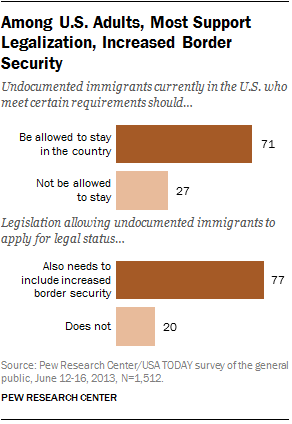 Among U.S. Adults, Most Support
Legalization, Increased Border
Security
Undocumented immigrants currently in the U.S. who
meet certain requirements should...
Be allowed to stay
in the country
71
Not be allowed
to stay
27
Legislation allowing undocumented immigrants to
apply for legal status...
Also needs to
include increased
border security
77
Does not
20
Source: Pew Research Center/USA TODAY survey of the general
public, June 12-16, 2013, N=1,512.
PEW RESEARCH CENTER